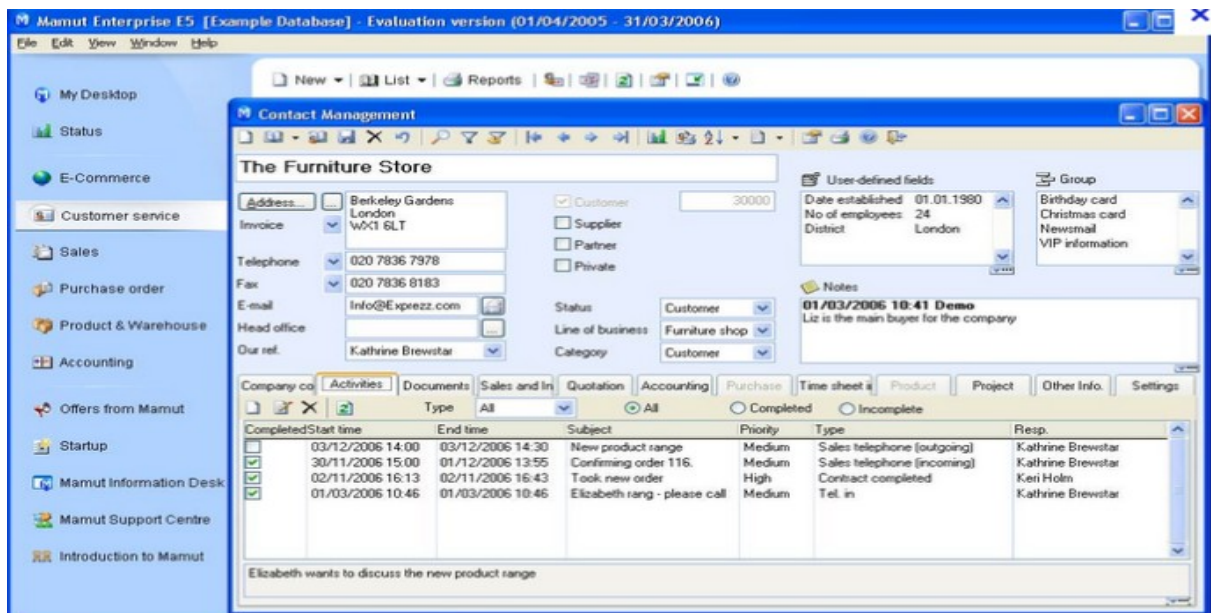 Mamut Enterprise E5 [Example Database] - Evaluation version (01/04/2005 - 31/03/2006)
File Edit View Window Help
New List Reports
My Desktop
Status
E-Commerce
Customer service
Sales
Purchase order
Product & Warehouse
Accounting
Offers from Mamut
Startup
Mamut Information Desk
Mamut Support Centre
Introduction to Mamut
Contact Management
The Furniture Store
Address...
Berkeley Gardens
London
WX1 6LT
Invoice
Telephone 020 7836 7978
Fax 020 7836 8183
E-mail Info@Exprezz.com
Head office
Our ref. Kathrine Brewstar
Customer 30000
Supplier
Partner
Private
Status Customer
Line of business Furniture shop
Category Customer
User-defined fields
Date established 01.01.1980
No of employees 24
District London
Group
Birthday card
Christmas card
Newsmail
VIP information
Notes
01/03/2006 10:41 Demo
Liz is the main buyer for the company
Company co Activities Documents Sales and In Quotation Accounting Purchase Time sheet i Product Project Other Info. Settings
Type All All Completed Incomplete
Completed Start time End time Subject Priority Type Resp.
03/12/2006 14:00 03/12/2006 14:30 New product range Medium Sales telephone (outgoing) Kathrine Brewstar
30/11/2006 15:00 01/12/2006 13:55 Confirming order 116. Medium Sales telephone (incoming) Kathrine Brewstar
02/11/2006 16:13 02/11/2006 16:43 Took new order High Contract completed Keri Holm
01/03/2006 10:46 01/03/2006 10:46 Elizabeth rang - please call Medium Tel. in Kathrine Brewstar
Elizabeth wants to discuss the new product range